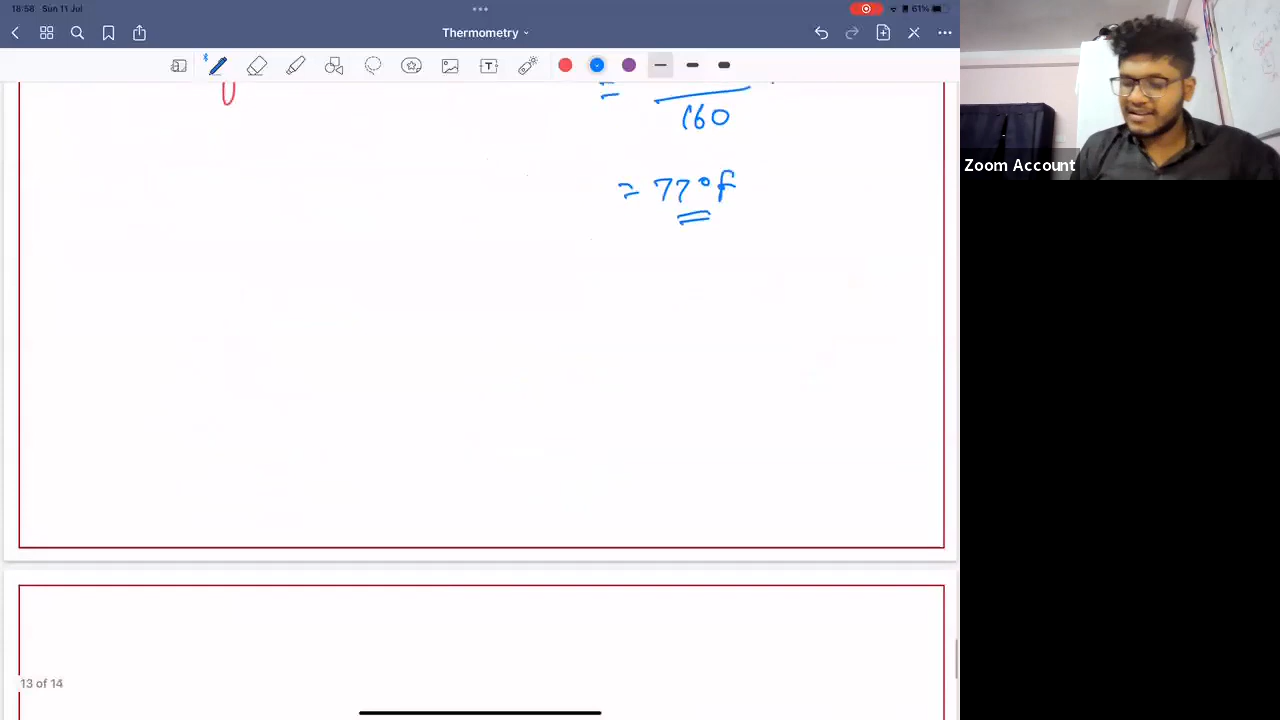 18:58 Sun 11 Jul
61%
Thermometry
160
= 77°f
13 of 14
Zoom Account